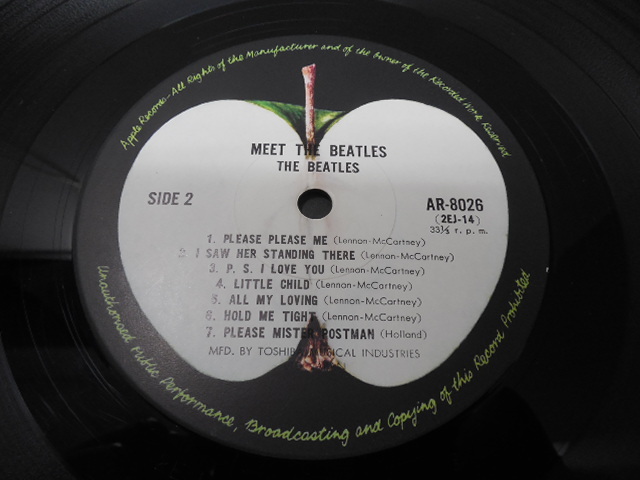 Apple Records - All Rights of the Manufacturer and of the Owner of the Recorded Work Reserved
MEET THE BEATLES
THE BEATLES
SIDE 2
AR-8026
(2EJ-14)
33⅓ r. p. m.
1. PLEASE PLEASE ME (Lennon-McCartney)
2. I SAW HER STANDING THERE (Lennon-McCartney)
3. P. S. I LOVE YOU (Lennon-McCartney)
4. LITTLE CHILD (Lennon-McCartney)
5. ALL MY LOVING (Lennon-McCartney)
6. HOLD ME TIGHT (Lennon-McCartney)
7. PLEASE MISTER POSTMAN (Holland)
MFD. BY TOSHIBA MUSICAL INDUSTRIES
Unauthorised Public Performance, Broadcasting and Copying of this Record Prohibited